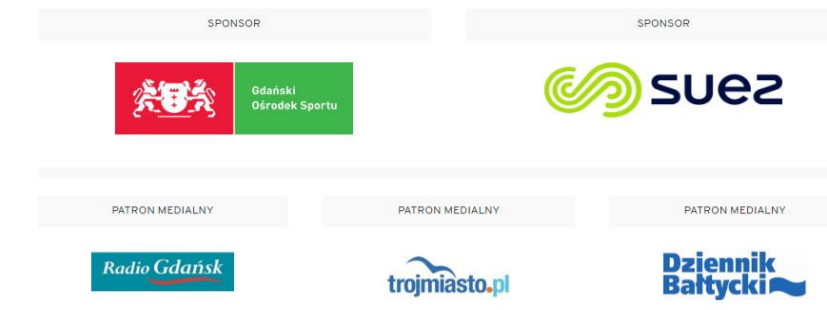 SPONSOR
SPONSOR
Gdański
Ośrodek Sportu
suez
PATRON MEDIALNY
PATRON MEDIALNY
PATRON MEDIALNY
Radio Gdańsk
trojmiasto.pl
Dziennik
Bałtycki